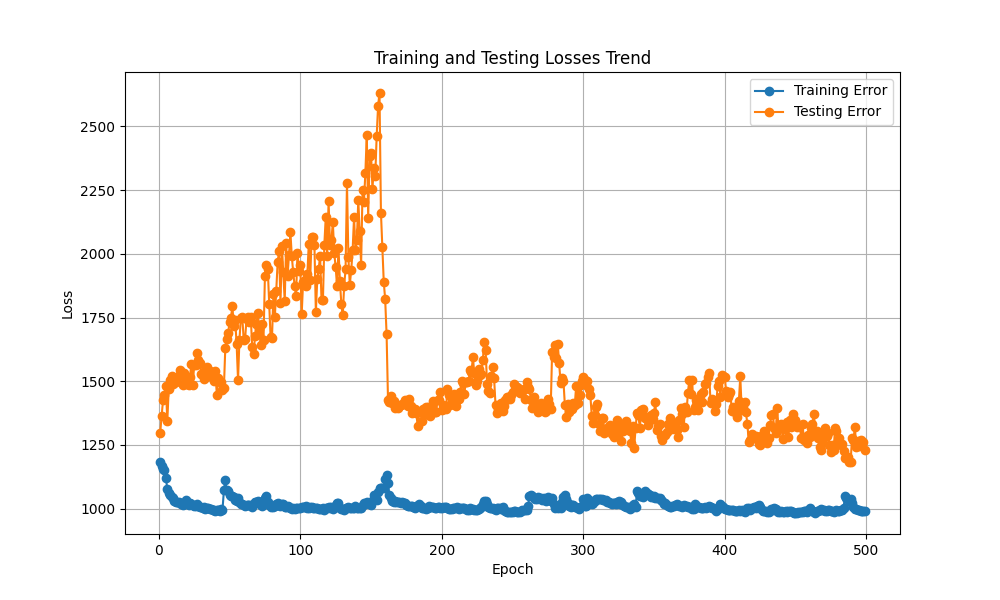 Training and Testing Losses Trend
Training Error
Testing Error
2500
2250
2000
1750
1500
1250
1000
Loss
0 100 200 300 400 500
Epoch